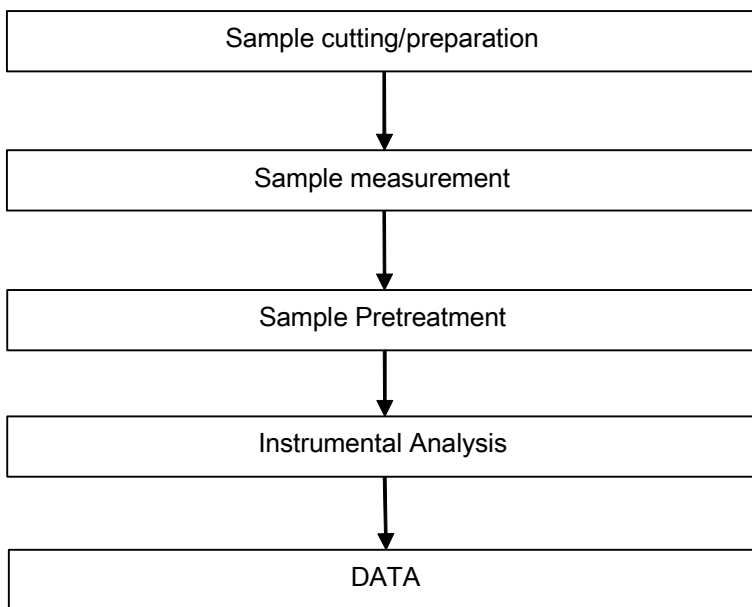 Sample cutting/preparation
Sample measurement
Sample Pretreatment
Instrumental Analysis
DATA